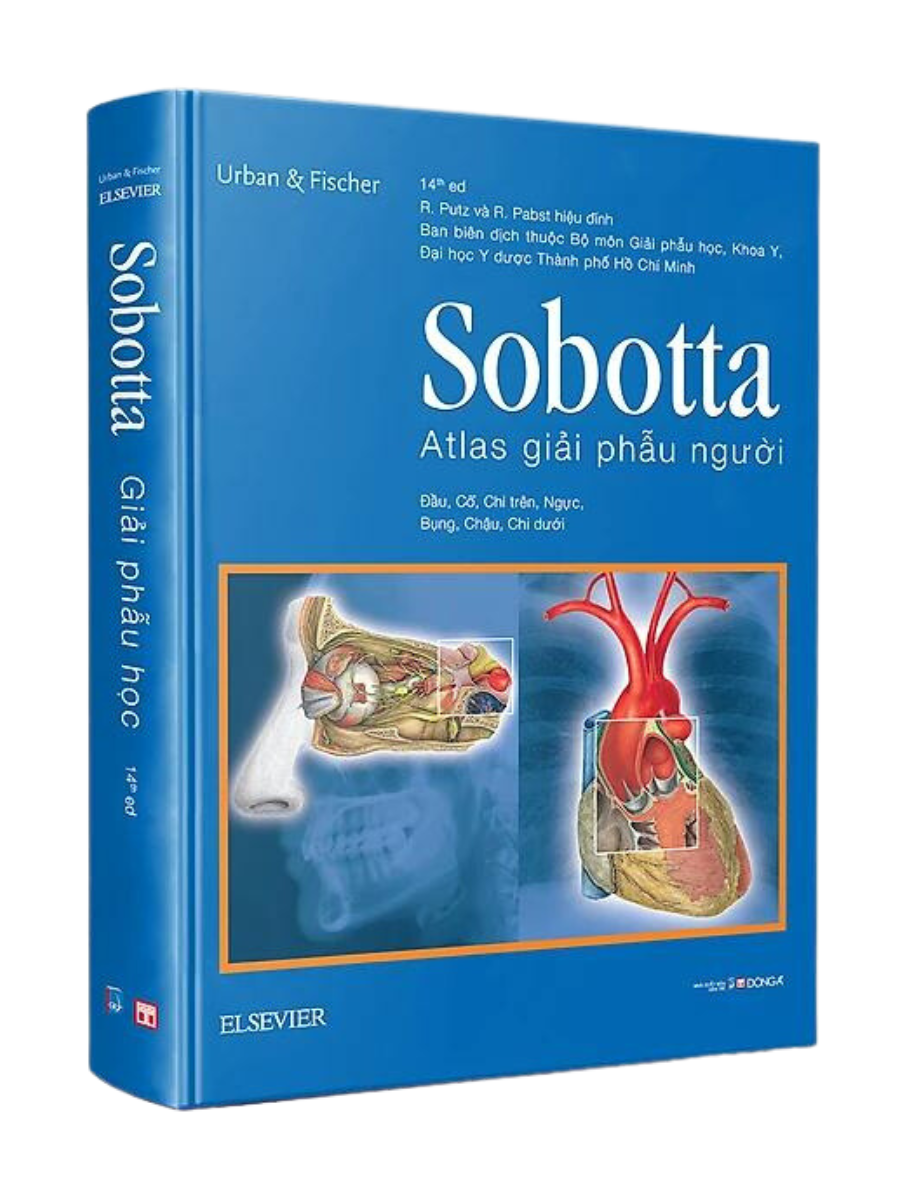 Urban & Fischer
ELSEVIER
Sobotta
Giải phẫu học
14th ed
Urban & Fischer
14th ed
R. Putz và R. Pabst hiệu đính
Ban biên dịch thuộc Bộ môn Giải phẫu học, Khoa Y,
Đại học Y dược Thành phố Hồ Chí Minh
Sobotta
Atlas giải phẫu người
Đầu, Cổ, Chi trên, Ngực,
Bụng, Chậu, Chi dưới
ELSEVIER
ĐÔNG A